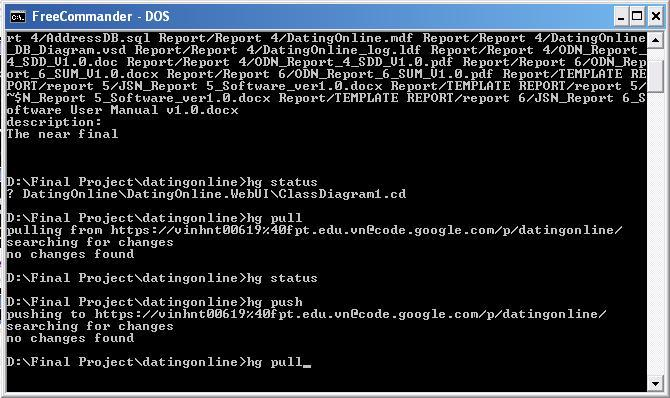 FreeCommander - DOS
rt 4/AddressDB.sql Report/Report 4/DatingOnline.mdf Report/Report 4/DatingOnline
_DB_Diagram.vsd Report/Report 4/DatingOnline_log.ldf Report/Report 4/ODN_Report_
4_SDD_V1.0.doc Report/Report 4/ODN_Report_4_SDD_V1.0.pdf Report/Report 6/ODN_Rep
ort_6_SUM_V1.0.docx Report/Report 6/ODN_Report_6_SUM_V1.0.pdf Report/TEMPLATE RE
PORT/report 5/JSN_Report 5_Software_ver1.0.docx Report/TEMPLATE REPORT/report 5/
~$N_Report 5_Software_ver1.0.docx Report/TEMPLATE REPORT/report 6/JSN_Report 6_S
oftware User Manual v1.0.docx
description:
The near final
D:\Final Project\datingonline>hg status
? DatingOnline\DatingOnline.WebUI\ClassDiagram1.cd
D:\Final Project\datingonline>hg pull
pulling from https://vinhnt00619%40fpt.edu.vn@code.google.com/p/datingonline/
searching for changes
no changes found
D:\Final Project\datingonline>hg status
D:\Final Project\datingonline>hg push
pushing to https://vinhnt00619%40fpt.edu.vn@code.google.com/p/datingonline/
searching for changes
no changes found
D:\Final Project\datingonline>hg pull_